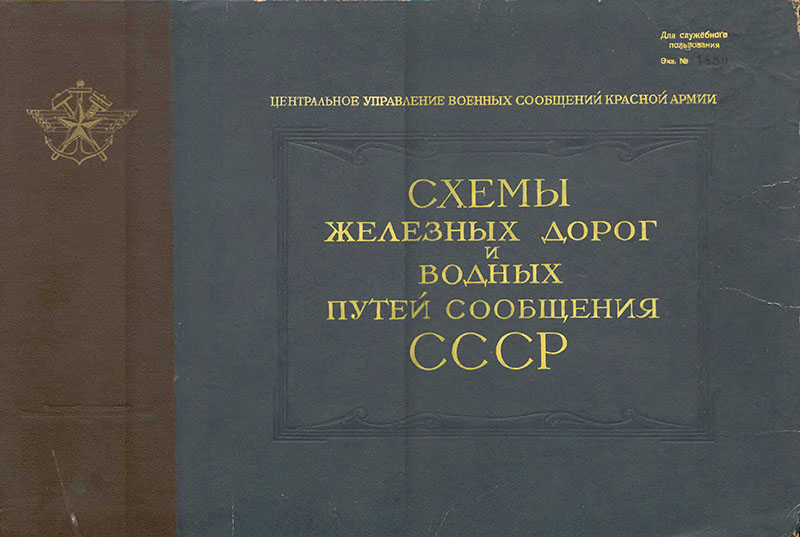 Для служебного
пользования
Экз. №
ЦЕНТРАЛЬНОЕ УПРАВЛЕНИЕ ВОЕННЫХ СООБЩЕНИЙ КРАСНОЙ АРМИИ
СХЕМЫ
ЖЕЛЕЗНЫХ ДОРОГ
И
ВОДНЫХ
ПУТЕЙ СООБЩЕНИЯ
СССР